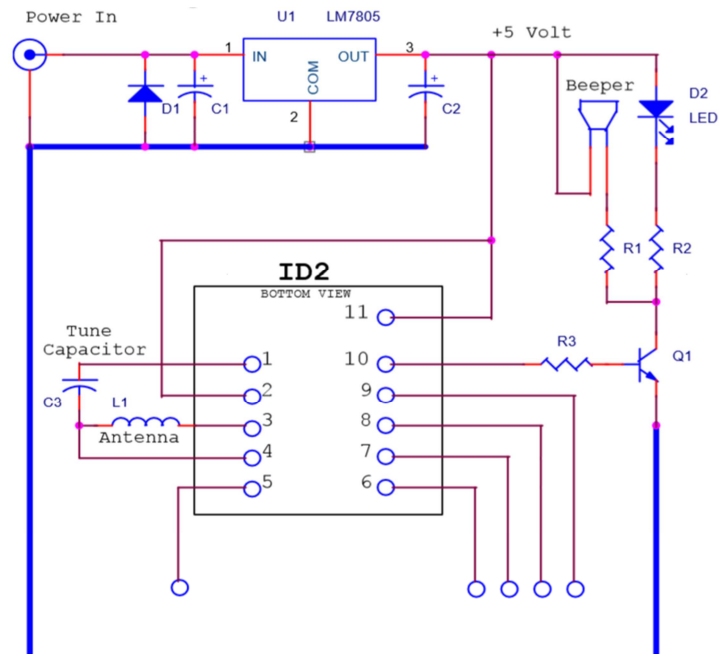 Power In
U1 LM7805
1 IN OUT 3
COM
2
D1 C1 C2
+5 Volt
Beeper
D2
LED
R1 R2
ID2
BOTTOM VIEW
11
Tune
Capacitor
1 10 R3 Q1
C3 L1 2 9
Antenna 3 8
4 7
5 6